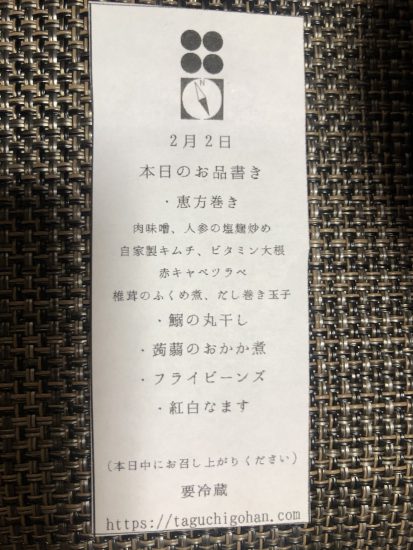 N
2月2日
本日のお品書き
・恵方巻き
肉味噌、人参の塩麹炒め
自家製キムチ、ビタミン大根
赤キャベツラペ
椎茸のふくめ煮、だし巻き玉子
・鰯の丸干し
・蒟蒻のおかか煮
・フライビーンズ
・紅白なます
(本日中にお召し上がりください)
要冷蔵
https://taguchigohan.com